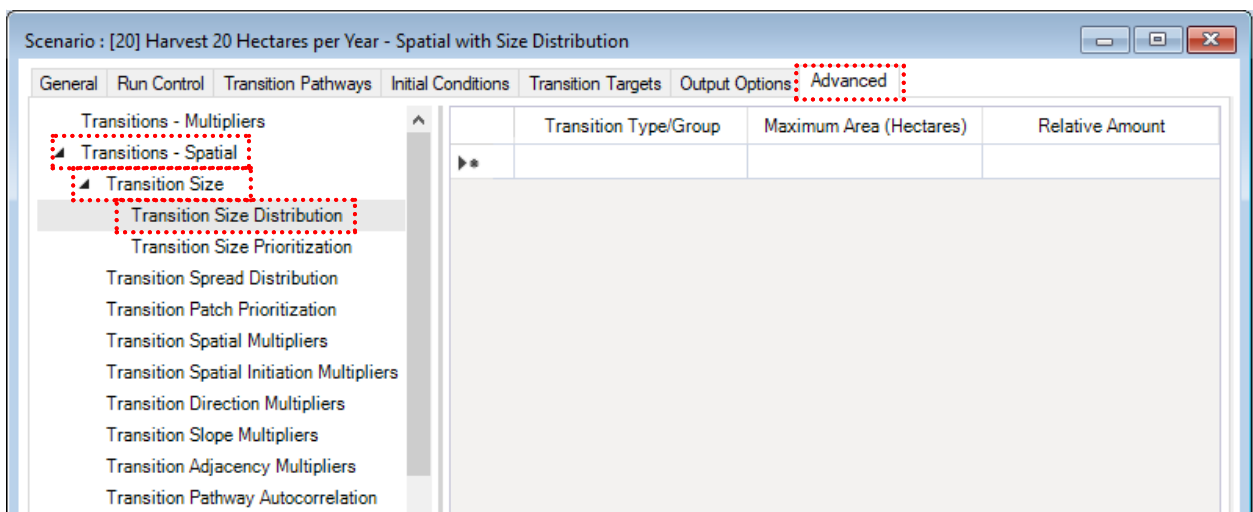 Scenario : [20] Harvest 20 Hectares per Year - Spatial with Size Distribution
General Run Control Transition Pathways Initial Conditions Transition Targets Output Options Advanced
Transitions - Multipliers
Transitions - Spatial
Transition Size
Transition Size Distribution
Transition Size Prioritization
Transition Spread Distribution
Transition Patch Prioritization
Transition Spatial Multipliers
Transition Spatial Initiation Multipliers
Transition Direction Multipliers
Transition Slope Multipliers
Transition Adjacency Multipliers
Transition Pathway Autocorrelation
Transition Type/Group Maximum Area (Hectares) Relative Amount